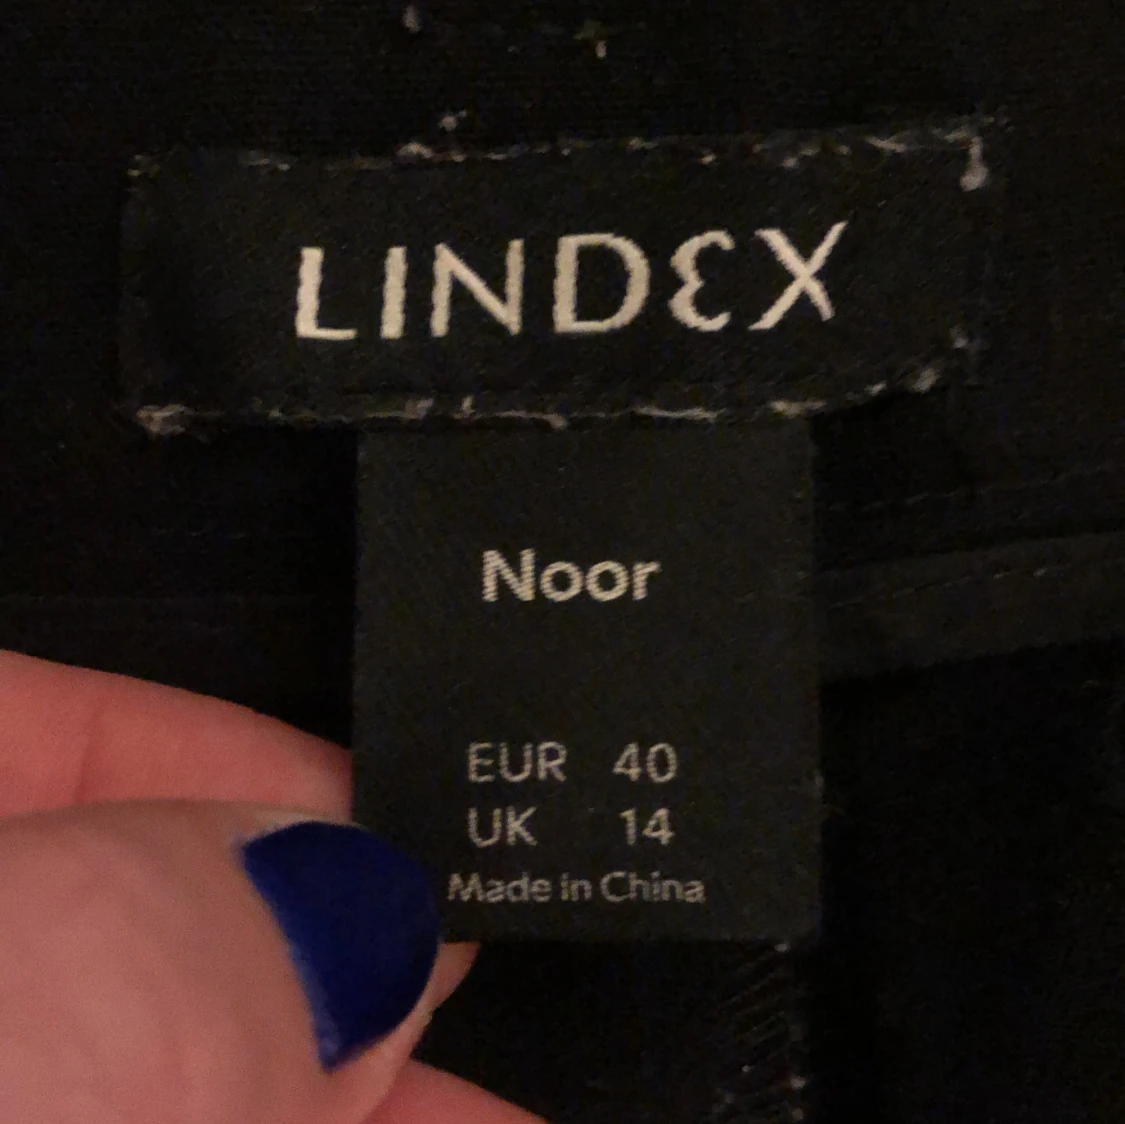 LINDEX
Noor
EUR 40
UK 14
Made in China